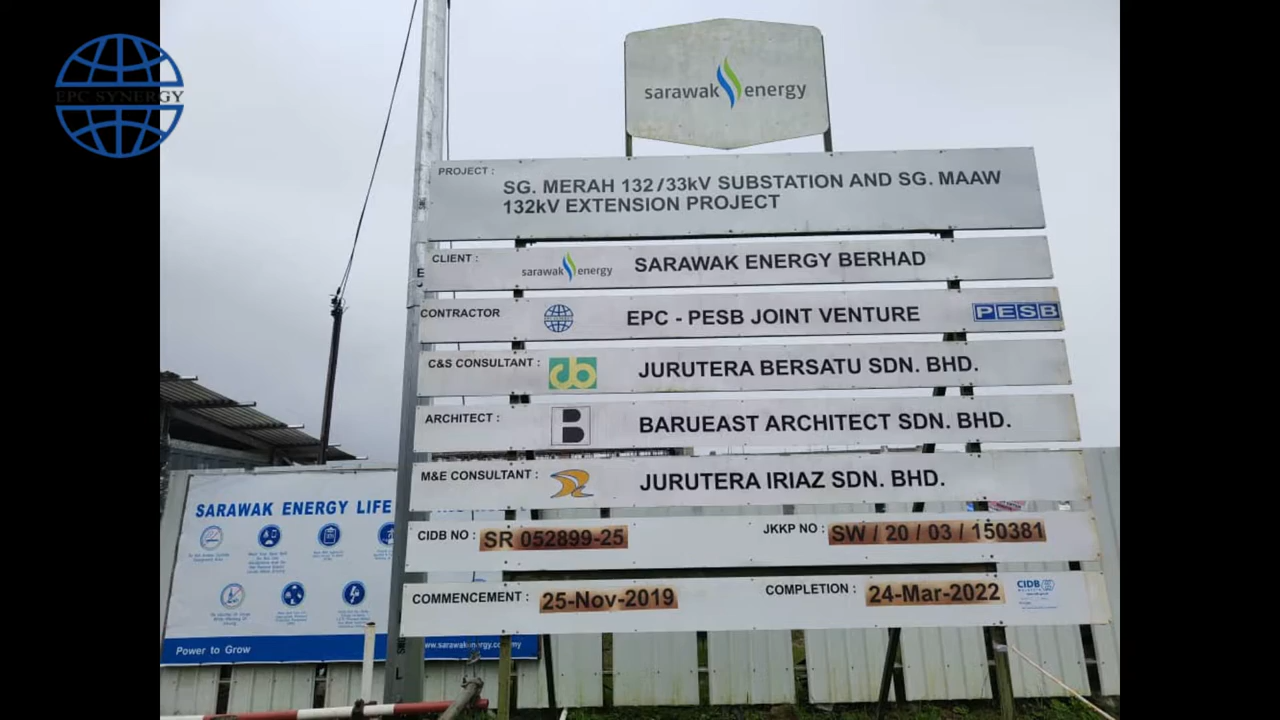 EPC SYNERGY
sarawak energy
PROJECT :
SG. MERAH 132/33kV SUBSTATION AND SG. MAAW
132kV EXTENSION PROJECT
CLIENT :
sarawak energy
SARAWAK ENERGY BERHAD
CONTRACTOR
EPC - PESB JOINT VENTURE
PESB
C&S CONSULTANT :
JURUTERA BERSATU SDN. BHD.
ARCHITECT :
B
BARUEAST ARCHITECT SDN. BHD.
M&E CONSULTANT :
JURUTERA IRIAZ SDN. BHD.
CIDB NO :
SR 052899-25
JKKP NO :
SW / 20 / 03 / 150381
COMMENCEMENT :
25-Nov-2019
COMPLETION :
24-Mar-2022
CIDB
SARAWAK ENERGY LIFE
Power to Grow
www.sarawakenergy.com.my